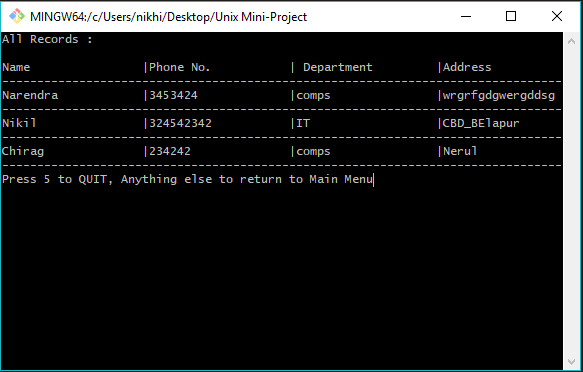 MINGW64:/c/Users/nikhi/Desktop/Unix Mini-Project
All Records :
Name |Phone No. | Department |Address
--------------------------------------------------------------------------------
Narendra |3453424 |comps |wrgrfgdgwergddsg
--------------------------------------------------------------------------------
Nikil |324542342 |IT |CBD_BElapur
--------------------------------------------------------------------------------
Chirag |234242 |comps |Nerul
--------------------------------------------------------------------------------
Press 5 to QUIT, Anything else to return to Main Menu